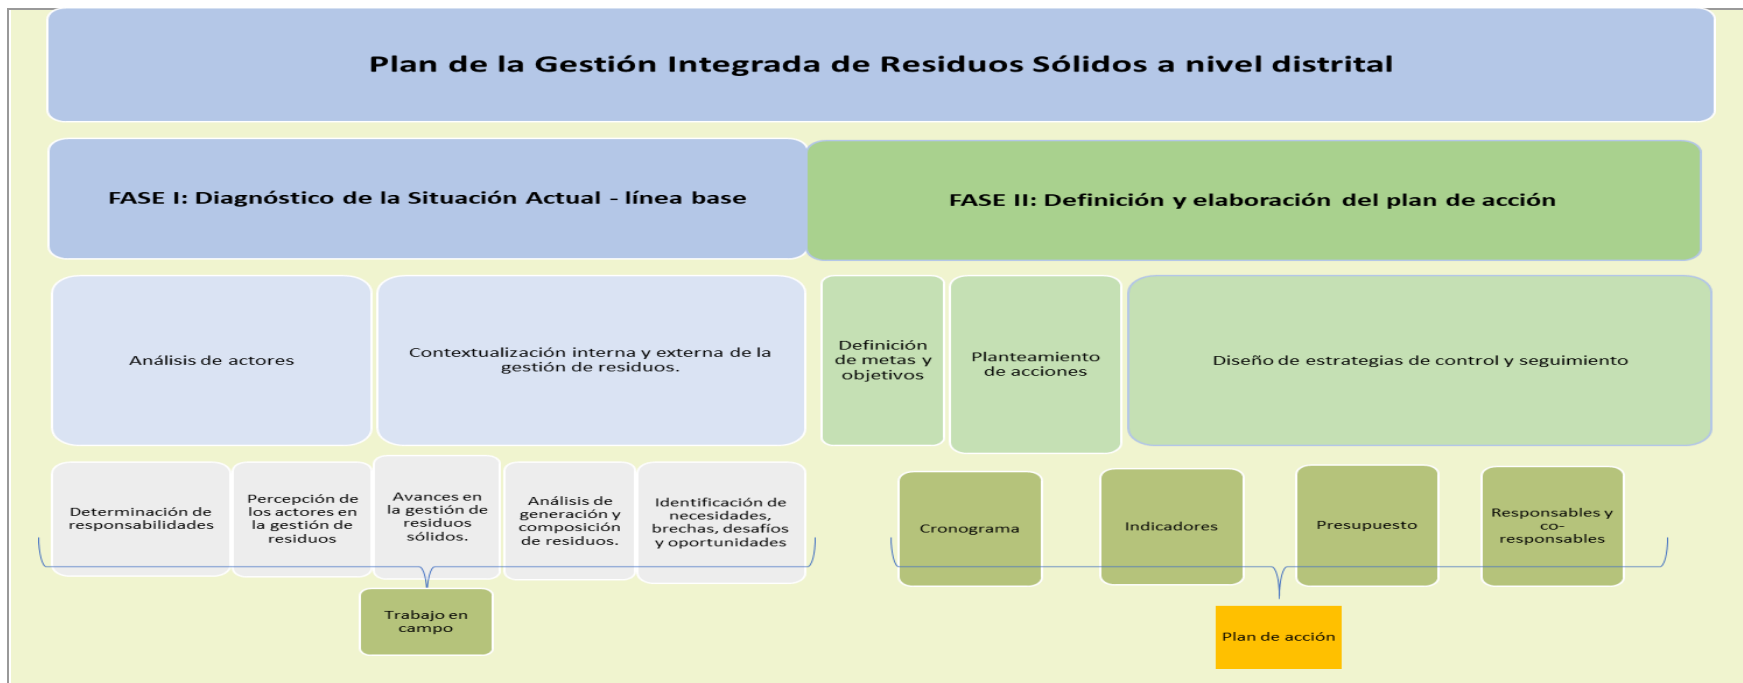 Plan de la Gestión Integrada de Residuos Sólidos a nivel distrital
FASE I: Diagnóstico de la Situación Actual - línea base
FASE II: Definición y elaboración del plan de acción
Análisis de actores
Contextualización interna y externa de la
gestión de residuos.
Definición
de metas y
objetivos
Planteamiento
de acciones
Diseño de estrategias de control y seguimiento
Determinación de
responsabilidades
Percepción de
los actores en
la gestión de
residuos
Avances en
la gestión de
residuos
sólidos.
Análisis de
generación y
composición
de residuos.
Identificación de
necesidades,
brechas, desafíos
y oportunidades
Cronograma
Indicadores
Presupuesto
Responsables y
co-
responsables
Trabajo en
campo
Plan de acción